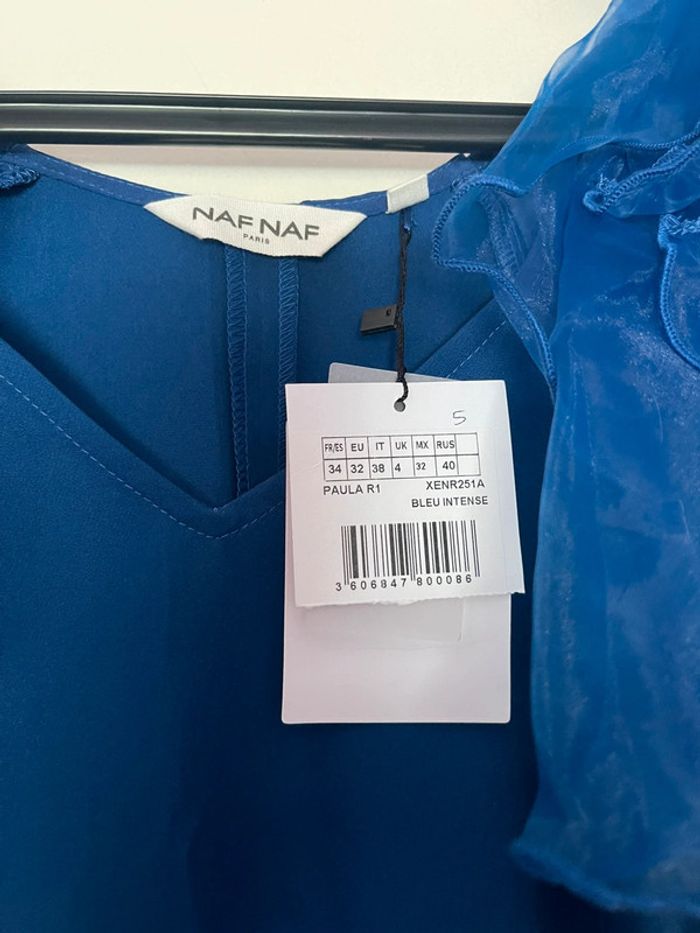 NAF NAF
PARIS
5
FR/ES EU IT UK MX RUS
34 32 38 4 32 40
PAULA R1 XENR251A
BLEU INTENSE
3 606847 800086